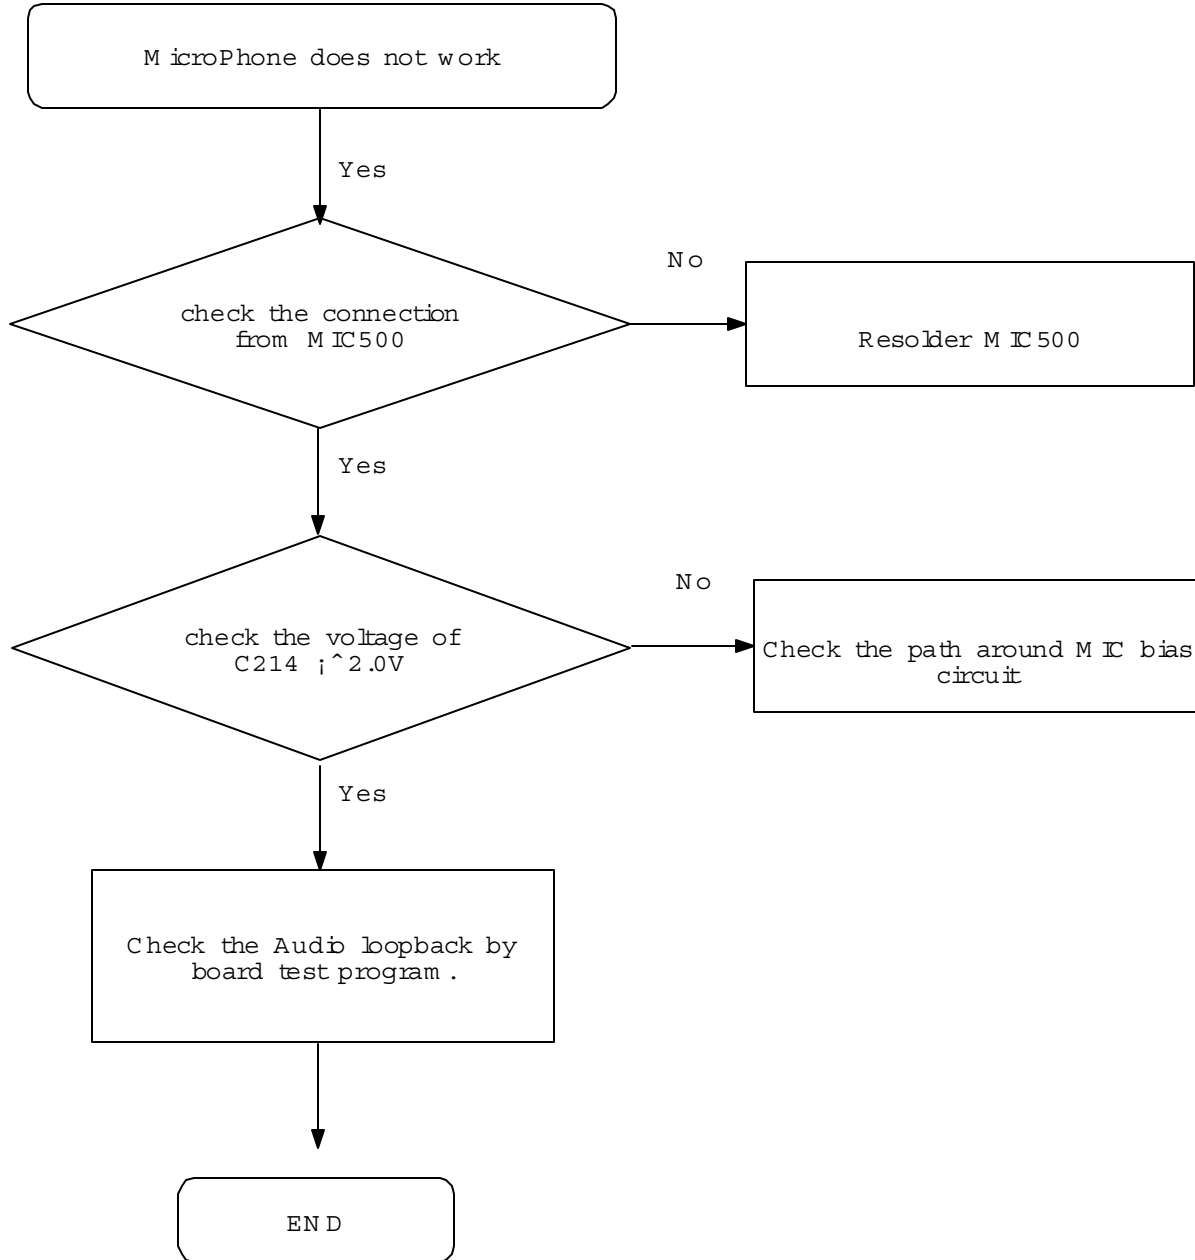 MicroPhone does not work
Yes
check the connection
from MIC500
No
Resolder MIC500
Yes
check the voltage of
C214 ¡ˆ2.0V
No
Check the path around MIC bias
circuit
Yes
Check the Audio loopback by
board test program.
END